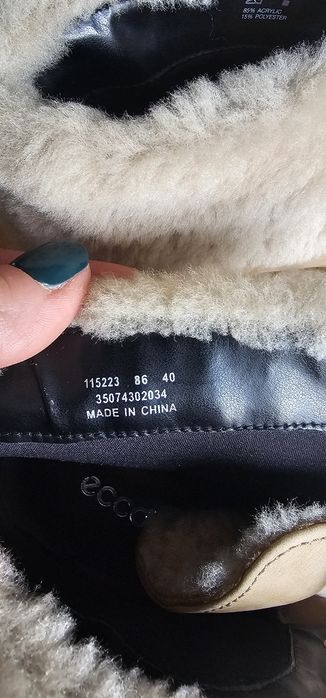 85% ACRYLIC
15% POLYESTER
115223 86 40
35074302034
MADE IN CHINA
ecco